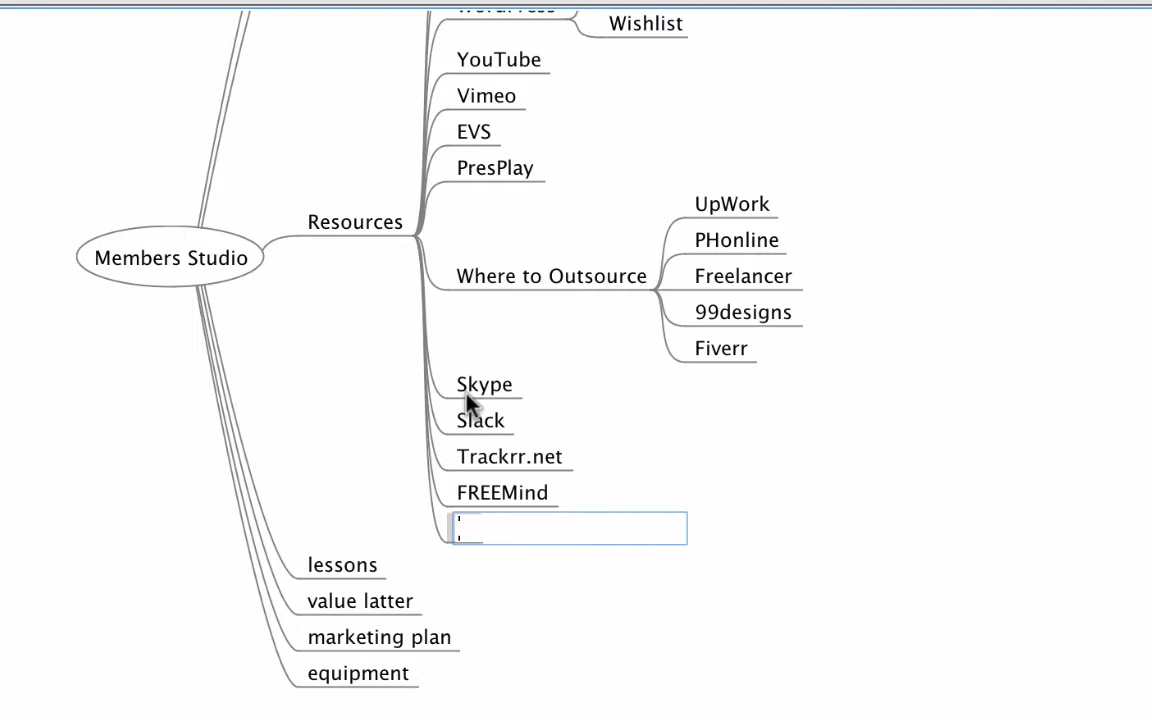 Wishlist
YouTube
Vimeo
EVS
PresPlay
UpWork
Resources
PHonline
Members Studio
Where to Outsource
Freelancer
99designs
Fiverr
Skype
Slack
Trackrr.net
FREEMind
lessons
value latter
marketing plan
equipment